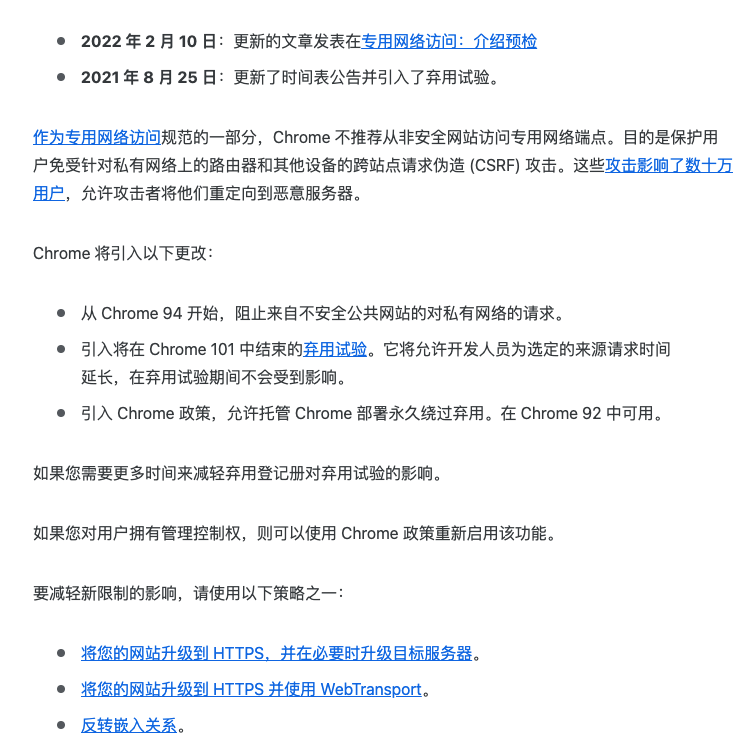 2022 年 2 月 10 日：更新的文章发表在专用网络访问：介绍预检
2021 年 8 月 25 日：更新了时间表公告并引入了弃用试验。
作为专用网络访问规范的一部分，Chrome 不推荐从非安全网站访问专用网络端点。目的是保护用
户免受针对私有网络上的路由器和其他设备的跨站点请求伪造 (CSRF) 攻击。这些攻击影响了数十万
用户，允许攻击者将他们重定向到恶意服务器。
Chrome 将引入以下更改：
从 Chrome 94 开始，阻止来自不安全公共网站的对私有网络的请求。
引入将在 Chrome 101 中结束的弃用试验。它将允许开发人员为选定的来源请求时间
延长，在弃用试验期间不会受到影响。
引入 Chrome 政策，允许托管 Chrome 部署永久绕过弃用。在 Chrome 92 中可用。
如果您需要更多时间来减轻弃用登记册对弃用试验的影响。
如果您对用户拥有管理控制权，则可以使用 Chrome 政策重新启用该功能。
要减轻新限制的影响，请使用以下策略之一：
将您的网站升级到 HTTPS，并在必要时升级目标服务器。
将您的网站升级到 HTTPS 并使用 WebTransport。
反转嵌入关系。